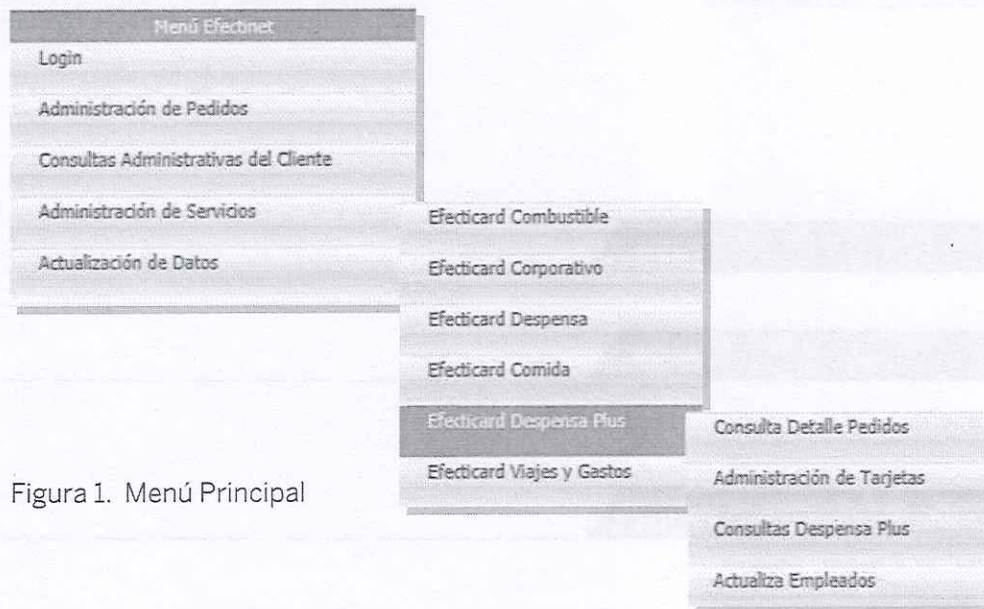 Menú Efectinet
Login
Administración de Pedidos
Consultas Administrativas del Cliente
Administración de Servicios
Actualización de Datos
Efecticard Combustible
Efecticard Corporativo
Efecticard Despensa
Efecticard Comida
Efecticard Despensa Plus
Efecticard Viajes y Gastos
Consulta Detalle Pedidos
Administración de Tarjetas
Consultas Despensa Plus
Actualiza Empleados
Figura 1. Menú Principal